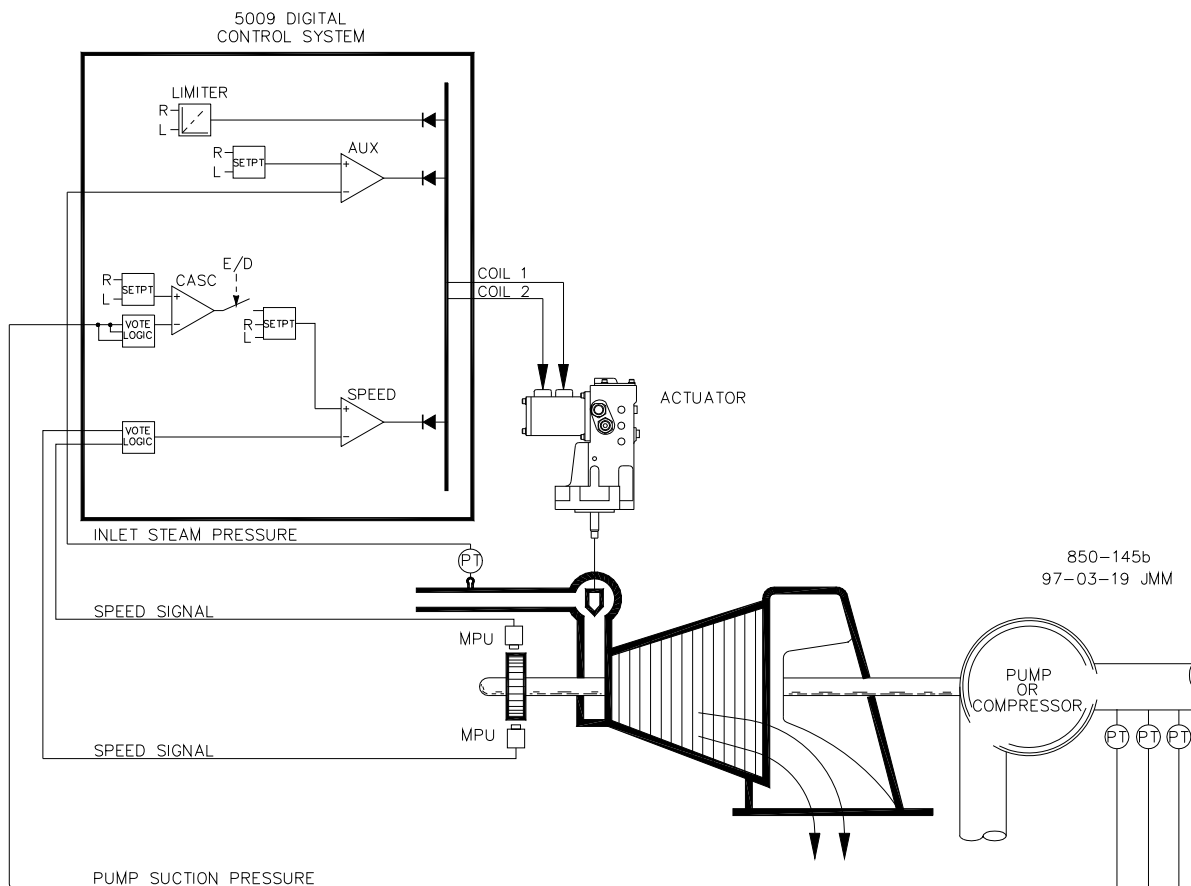 5009 DIGITAL
CONTROL SYSTEM
LIMITER
R
L
AUX
R
L
SETPT
+
−
E/D
CASC
R
L
SETPT
+
−
R
L
SETPT
VOTE
LOGIC
COIL 1
COIL 2
SPEED
+
−
VOTE
LOGIC
ACTUATOR
INLET STEAM PRESSURE
PT
850-145b
97-03-19 JMM
SPEED SIGNAL
MPU
PUMP
OR
COMPRESSOR
MPU
SPEED SIGNAL
PT
PT
PT
PUMP SUCTION PRESSURE